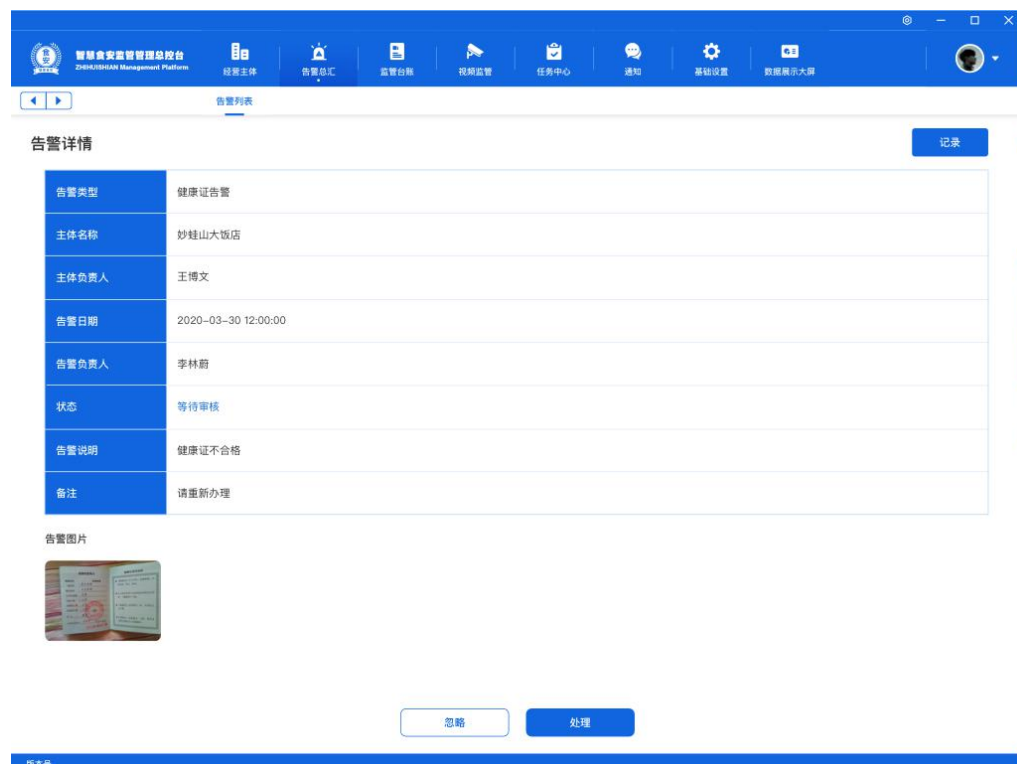 智慧食安监管管理总控台
ZHIHUISHIAN Management Platform
经营主体
告警总汇
监管台账
视频监管
任务中心
通知
基础设置
数据展示大屏
告警列表
告警详情
记录
告警类型
健康证告警
主体名称
妙蛙山大饭店
主体负责人
王博文
告警日期
2020-03-30 12:00:00
告警负责人
李林蔚
状态
等待审核
告警说明
健康证不合格
备注
请重新办理
告警图片
忽略
处理
版本号